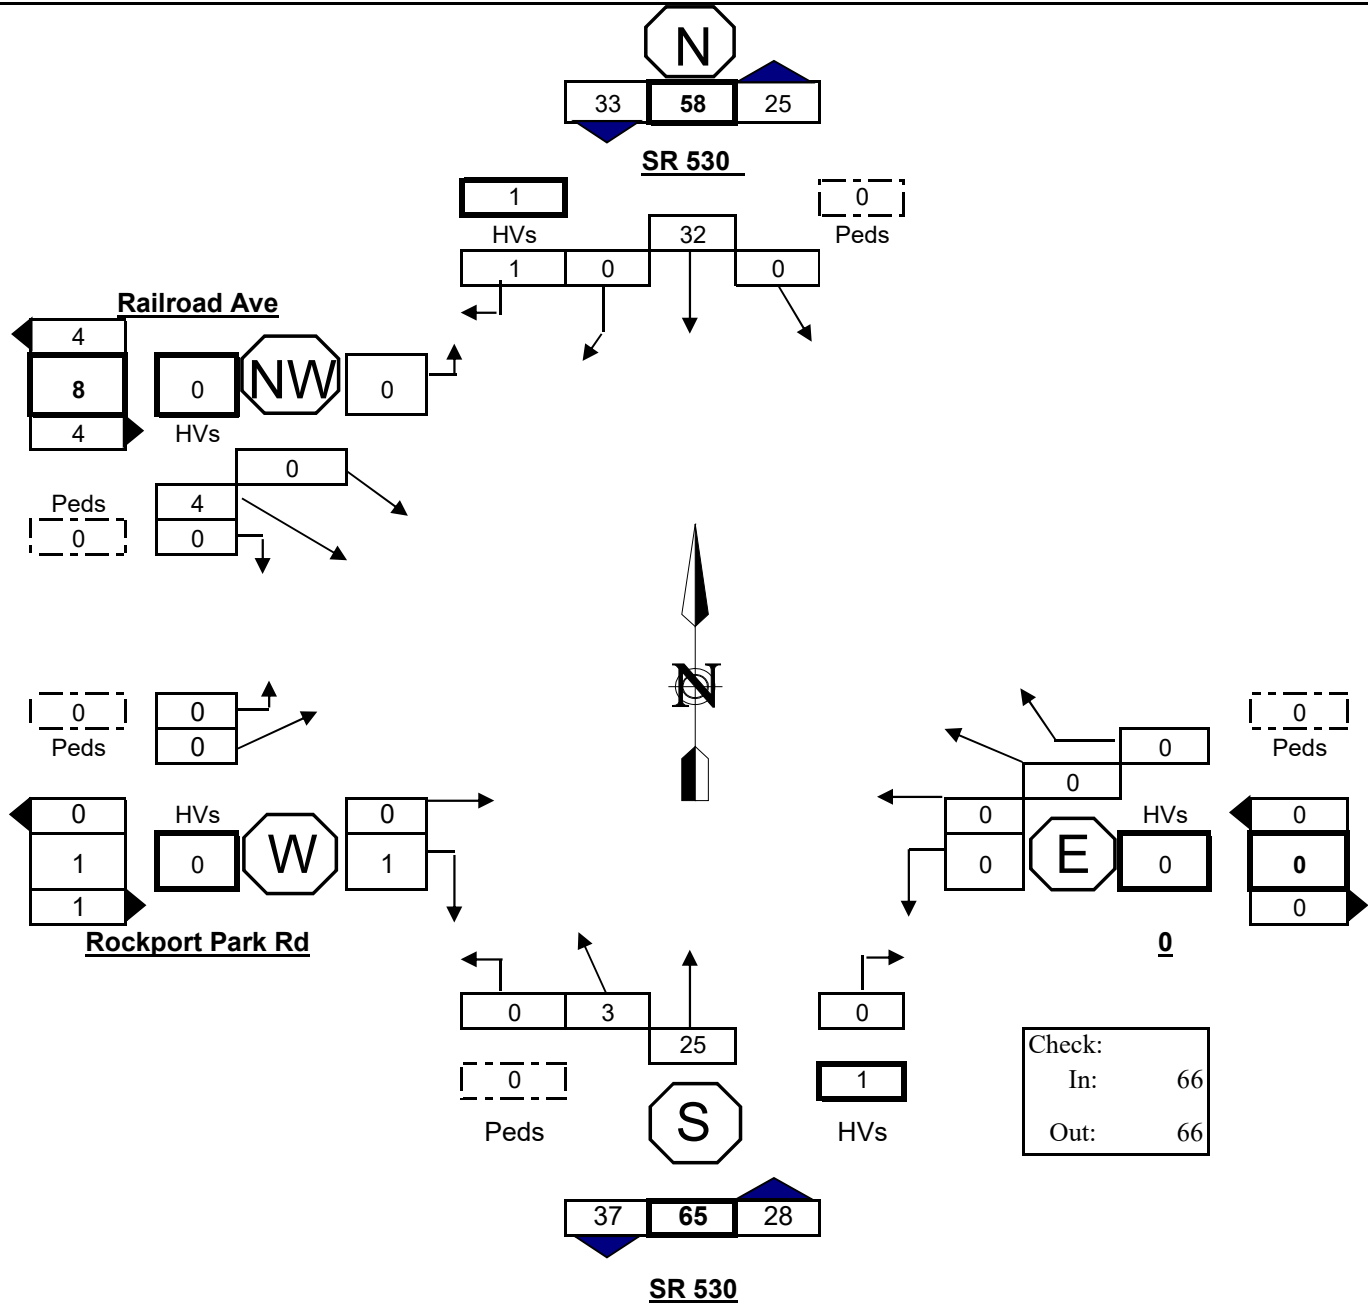 N
33 58 25
SR 530
1 0
HVs 32 Peds
1 0 0
Railroad Ave
4
8 0 NW 0
4 HVs
0
Peds 4
0 0
N
0 0 0
Peds 0 0 Peds
0
0 HVs 0 0 HVs 0
1 0 W 1 0 E 0 0
1 0
Rockport Park Rd 0
0 3 0
25
Check:
0 1 In: 66
Peds S HVs Out: 66
37 65 28
SR 530